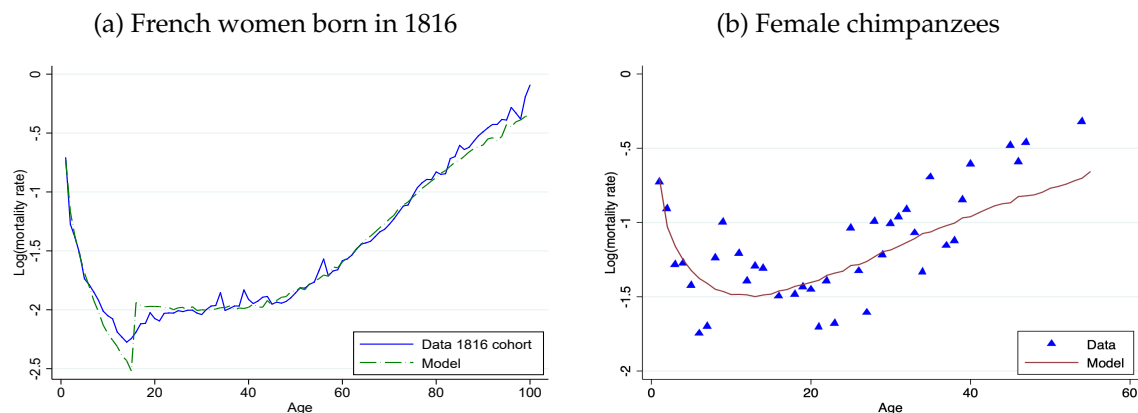 (a) French women born in 1816
Log(mortality rate)
0
-.5
-1
-1.5
-2
-2.5
0 20 40 60 80 100
Age
Data 1816 cohort
Model
(b) Female chimpanzees
Log(mortality rate)
0
-.5
-1
-1.5
-2
0 20 40 60
Age
Data
Model